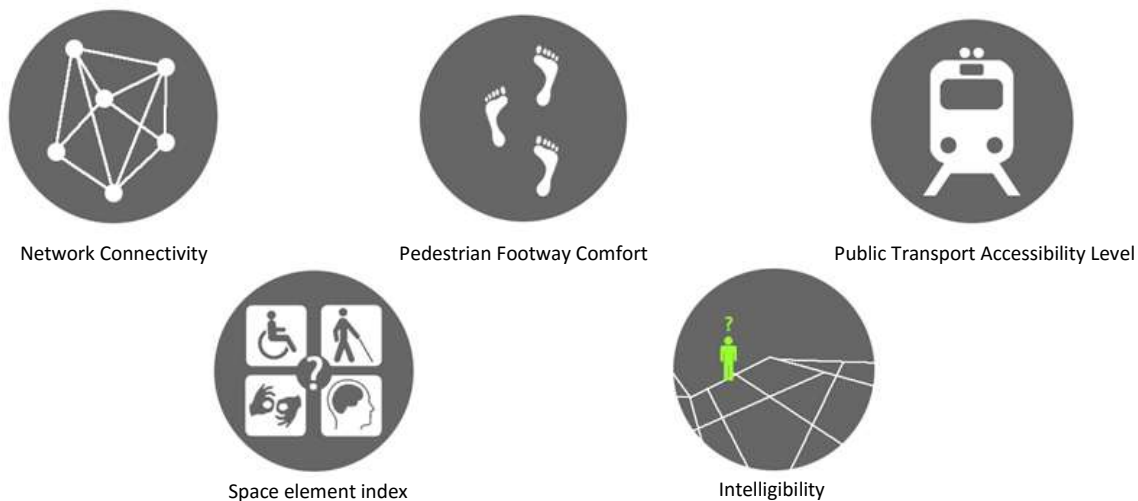 Network Connectivity
Pedestrian Footway Comfort
Public Transport Accessibility Level
?
?
Space element index
Intelligibility